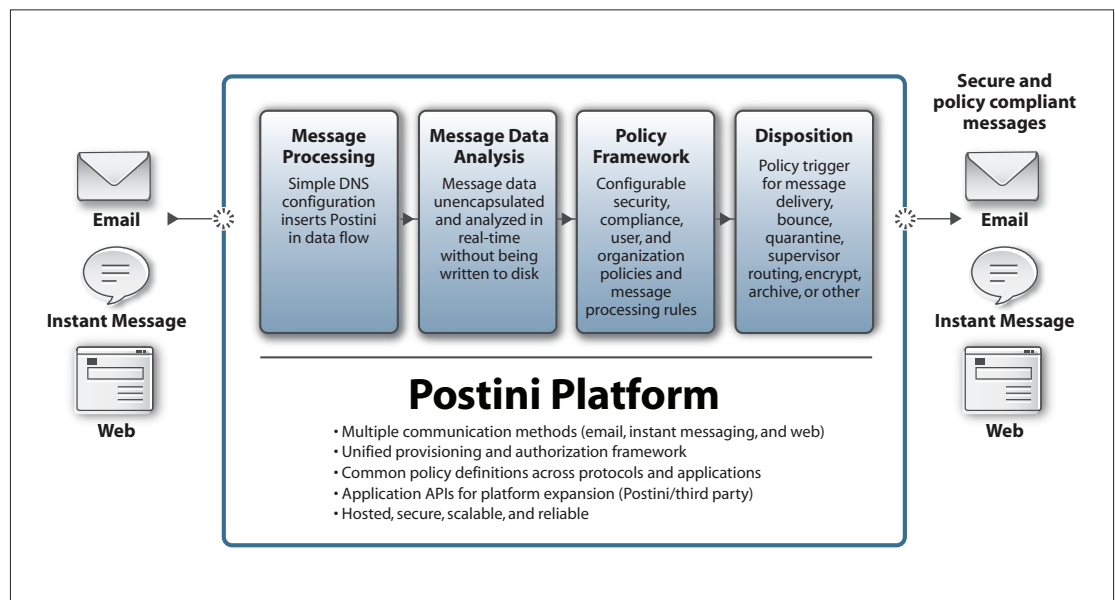 Secure and
policy compliant
messages
Email
Instant Message
Web
Message
Processing
Simple DNS
configuration
inserts Postini
in data flow
Message Data
Analysis
Message data
unencapsulated
and analyzed in
real-time
without being
written to disk
Policy
Framework
Configurable
security,
compliance,
user, and
organization
policies and
message
processing rules
Disposition
Policy trigger
for message
delivery,
bounce,
quarantine,
supervisor
routing, encrypt,
archive, or other
Email
Instant Message
Web
Postini Platform
• Multiple communication methods (email, instant messaging, and web)
• Unified provisioning and authorization framework
• Common policy definitions across protocols and applications
• Application APIs for platform expansion (Postini/third party)
• Hosted, secure, scalable, and reliable